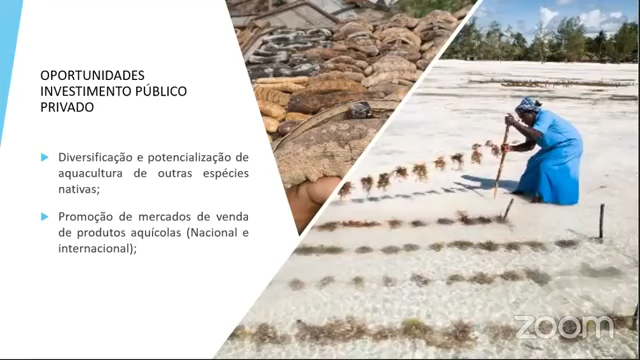 OPORTUNIDADES
INVESTIMENTO PÚBLICO
PRIVADO
Diversificação e potencialização de
aquacultura de outras espécies
nativas;
Promoção de mercados de venda
de produtos aquícolas (Nacional e
internacional);
zoom